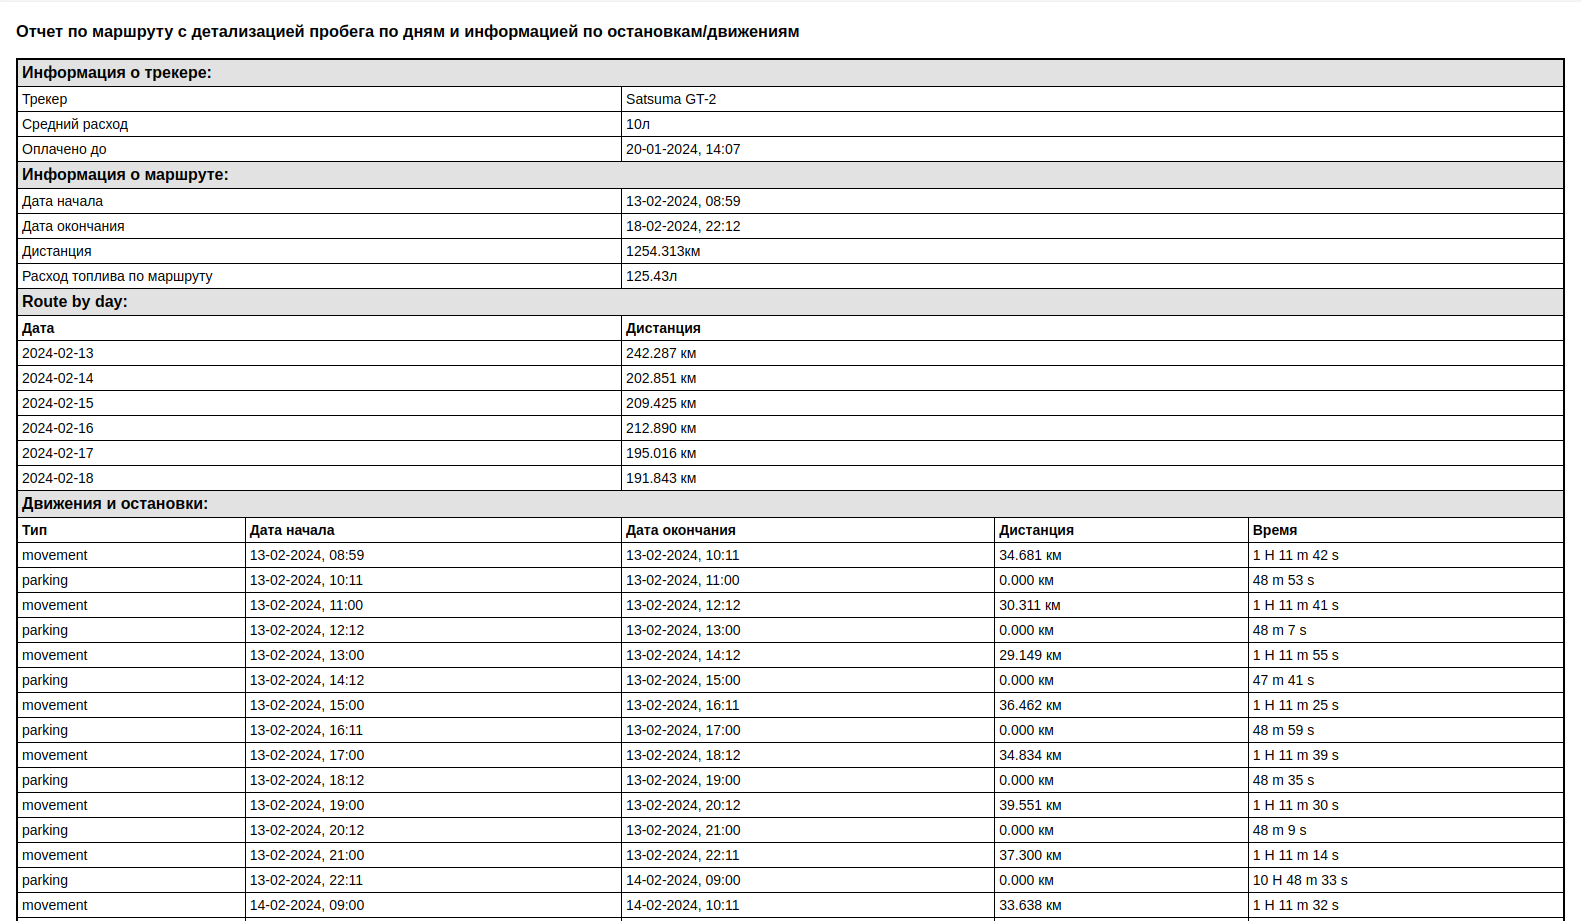 Отчет по маршруту с детализацией пробега по дням и информацией по остановкам/движениям
Информация о трекере:
Трекер Satsuma GT-2
Средний расход 10л
Оплачено до 20-01-2024, 14:07
Информация о маршруте:
Дата начала 13-02-2024, 08:59
Дата окончания 18-02-2024, 22:12
Дистанция 1254.313км
Расход топлива по маршруту 125.43л
Route by day:
Дата Дистанция
2024-02-13 242.287 км
2024-02-14 202.851 км
2024-02-15 209.425 км
2024-02-16 212.890 км
2024-02-17 195.016 км
2024-02-18 191.843 км
Движения и остановки:
Тип Дата начала Дата окончания Дистанция Время
movement 13-02-2024, 08:59 13-02-2024, 10:11 34.681 км 1 H 11 m 42 s
parking 13-02-2024, 10:11 13-02-2024, 11:00 0.000 км 48 m 53 s
movement 13-02-2024, 11:00 13-02-2024, 12:12 30.311 км 1 H 11 m 41 s
parking 13-02-2024, 12:12 13-02-2024, 13:00 0.000 км 48 m 7 s
movement 13-02-2024, 13:00 13-02-2024, 14:12 29.149 км 1 H 11 m 55 s
parking 13-02-2024, 14:12 13-02-2024, 15:00 0.000 км 47 m 41 s
movement 13-02-2024, 15:00 13-02-2024, 16:11 36.462 км 1 H 11 m 25 s
parking 13-02-2024, 16:11 13-02-2024, 17:00 0.000 км 48 m 59 s
movement 13-02-2024, 17:00 13-02-2024, 18:12 34.834 км 1 H 11 m 39 s
parking 13-02-2024, 18:12 13-02-2024, 19:00 0.000 км 48 m 35 s
movement 13-02-2024, 19:00 13-02-2024, 20:12 39.551 км 1 H 11 m 30 s
parking 13-02-2024, 20:12 13-02-2024, 21:00 0.000 км 48 m 9 s
movement 13-02-2024, 21:00 13-02-2024, 22:11 37.300 км 1 H 11 m 14 s
parking 13-02-2024, 22:11 14-02-2024, 09:00 0.000 км 10 H 48 m 33 s
movement 14-02-2024, 09:00 14-02-2024, 10:11 33.638 км 1 H 11 m 32 s